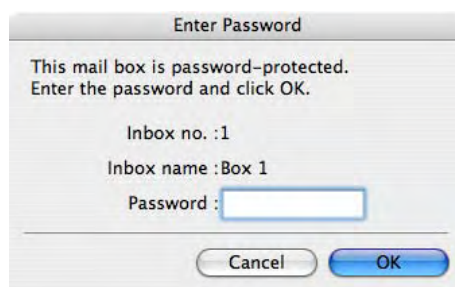 Enter Password
This mail box is password-protected.
Enter the password and click OK.
Inbox no. :1
Inbox name :Box 1
Password :
Cancel OK